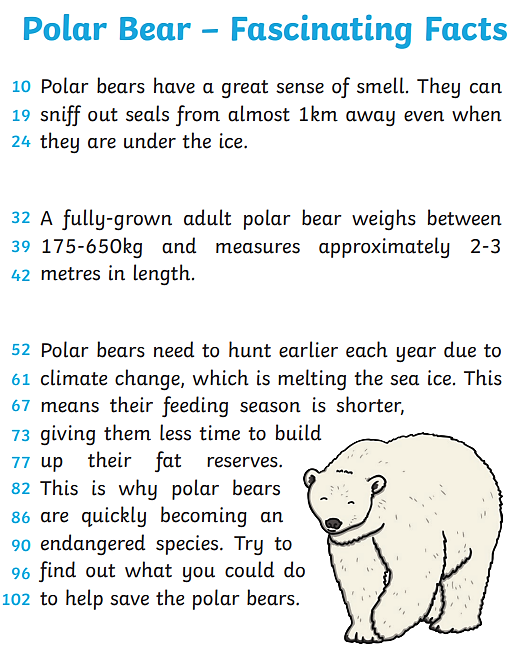 Polar Bear – Fascinating Facts
10 Polar bears have a great sense of smell. They can
19 sniff out seals from almost 1km away even when
24 they are under the ice.
32 A fully-grown adult polar bear weighs between
39 175-650kg and measures approximately 2-3
42 metres in length.
52 Polar bears need to hunt earlier each year due to
61 climate change, which is melting the sea ice. This
67 means their feeding season is shorter,
73 giving them less time to build
77 up their fat reserves.
82 This is why polar bears
86 are quickly becoming an
90 endangered species. Try to
96 find out what you could do
102 to help save the polar bears.